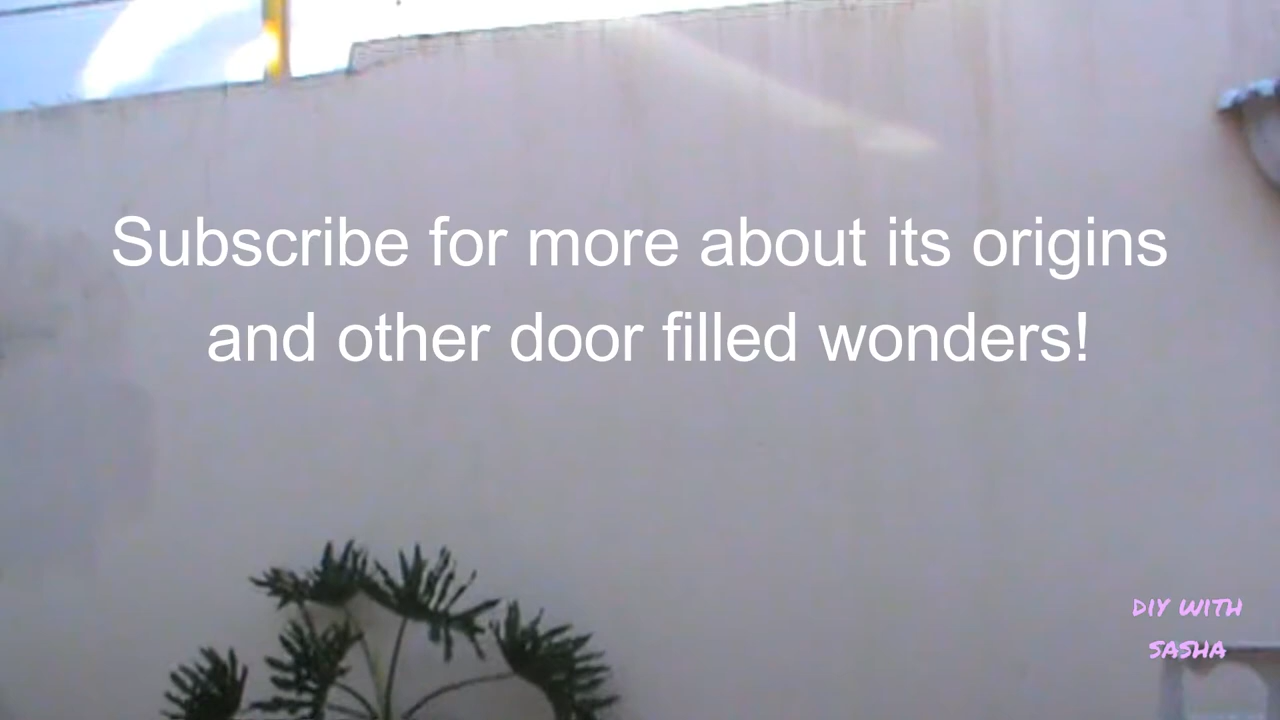 Subscribe for more about its origins
and other door filled wonders!
DIY WITH
SASHA